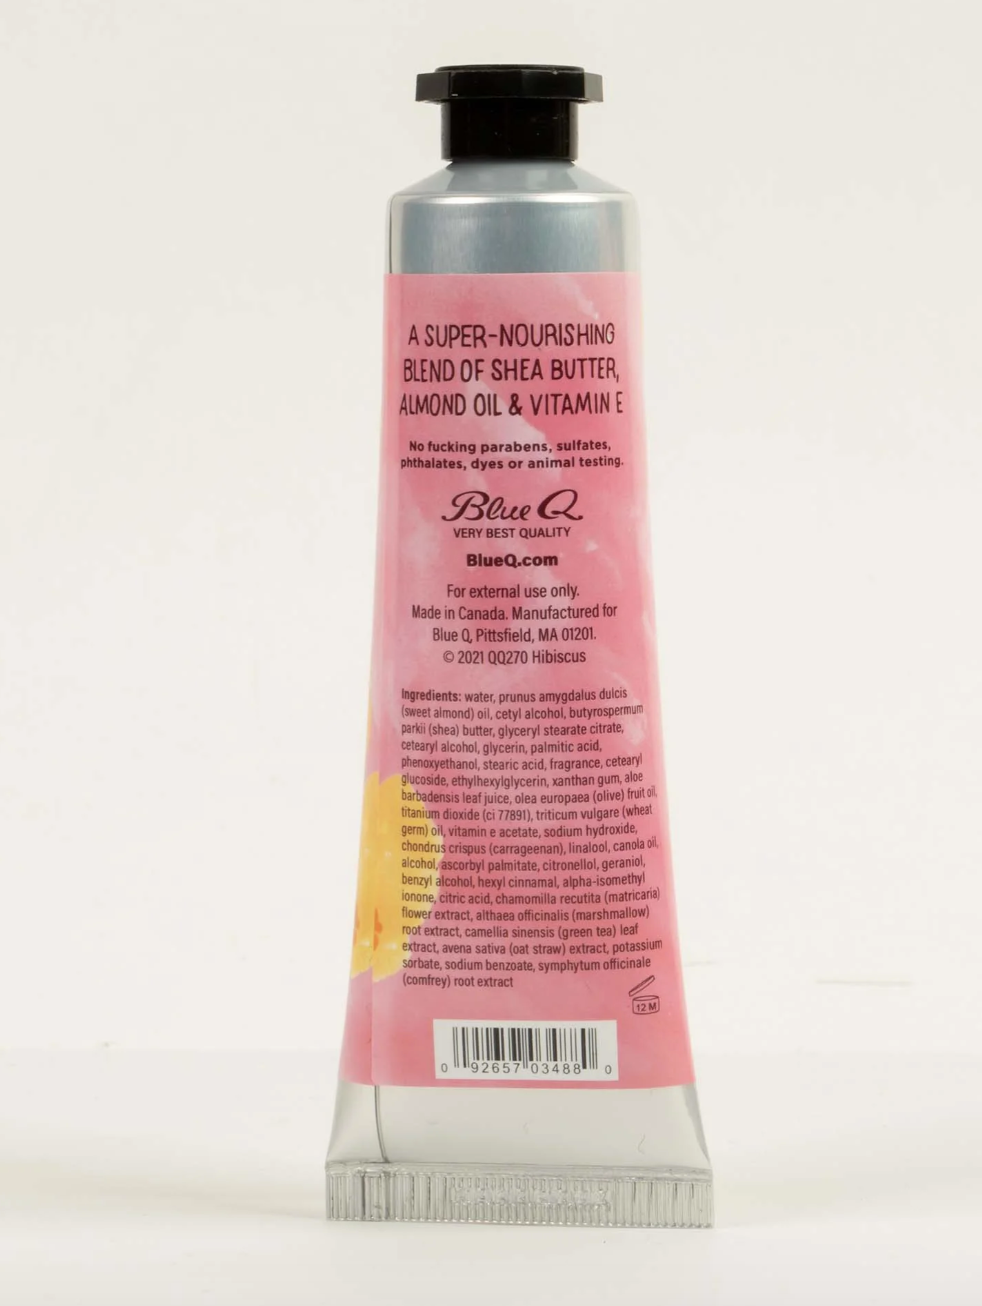 A SUPER-NOURISHING
BLEND OF SHEA BUTTER,
ALMOND OIL & VITAMIN E
No fucking parabens, sulfates,
phthalates, dyes or animal testing.
Blue Q
VERY BEST QUALITY
BlueQ.com
For external use only.
Made in Canada. Manufactured for
Blue Q, Pittsfield, MA 01201.
© 2021 QQ270 Hibiscus
Ingredients: water, prunus amygdalus dulcis
(sweet almond) oil, cetyl alcohol, butyrospermum
parkii (shea) butter, glyceryl stearate citrate,
cetearyl alcohol, glycerin, palmitic acid,
phenoxyethanol, stearic acid, fragrance, cetearyl
glucoside, ethylhexylglycerin, xanthan gum, aloe
barbadensis leaf juice, olea europaea (olive) fruit oil,
titanium dioxide (ci 77891), triticum vulgare (wheat
germ) oil, vitamin e acetate, sodium hydroxide,
chondrus crispus (carrageenan), linalool, canola oil,
alcohol, ascorbyl palmitate, citronellol, geraniol,
benzyl alcohol, hexyl cinnamal, alpha-isomethyl
ionone, citric acid, chamomilla recutita (matricaria)
flower extract, althaea officinalis (marshmallow)
root extract, camellia sinensis (green tea) leaf
extract, avena sativa (oat straw) extract, potassium
sorbate, sodium benzoate, symphytum officinale
(comfrey) root extract
12 M
0 92657 03488 0